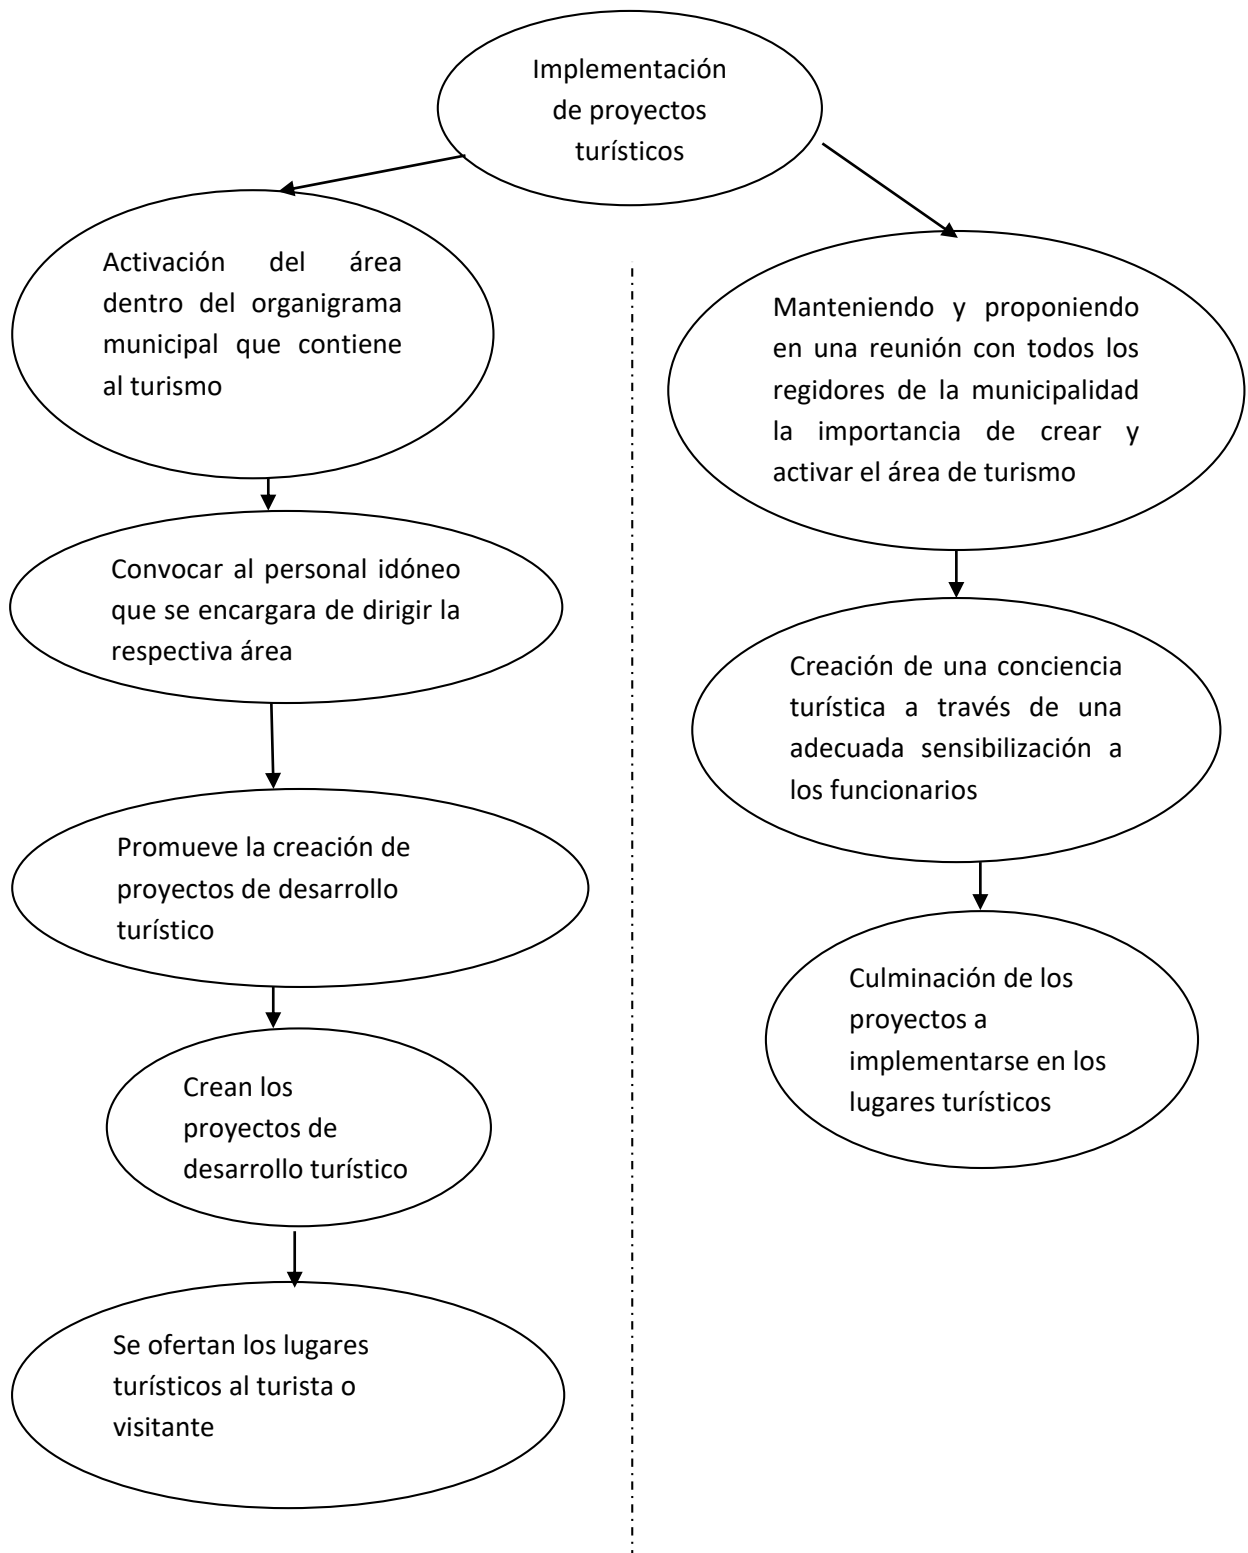 Implementación
de proyectos
turísticos
Activación del área
dentro del organigrama
municipal que contiene
al turismo
Convocar al personal idóneo
que se encargara de dirigir la
respectiva área
Promueve la creación de
proyectos de desarrollo
turístico
Crean los
proyectos de
desarrollo turístico
Se ofertan los lugares
turísticos al turista o
visitante
Manteniendo y proponiendo
en una reunión con todos los
regidores de la municipalidad
la importancia de crear y
activar el área de turismo
Creación de una conciencia
turística a través de una
adecuada sensibilización a
los funcionarios
Culminación de los
proyectos a
implementarse en los
lugares turísticos